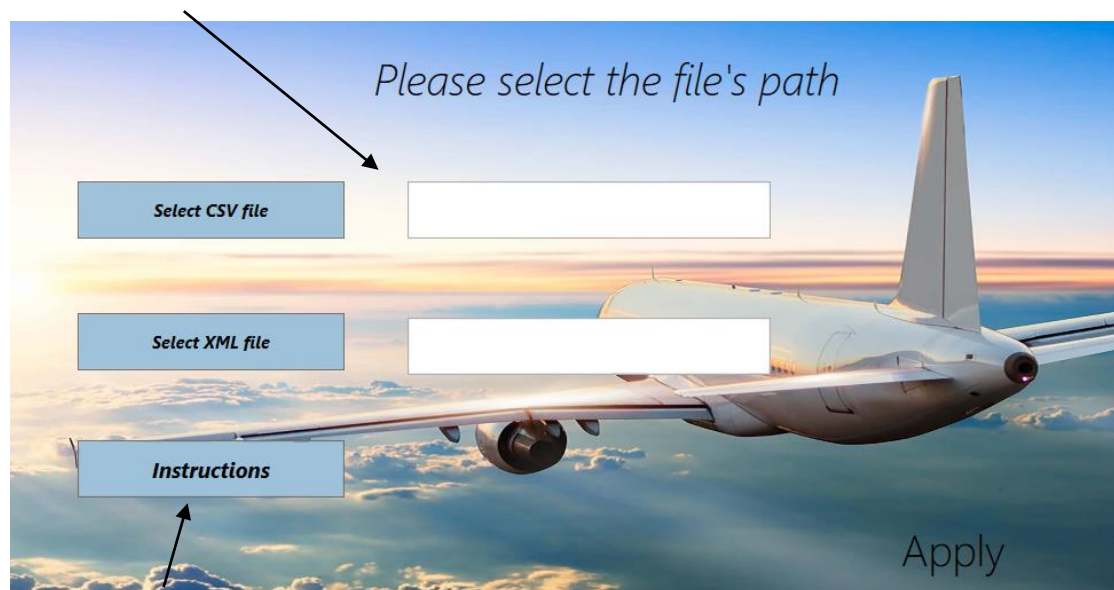 Please select the file's path
Select CSV file
Select XML file
Instructions
Apply